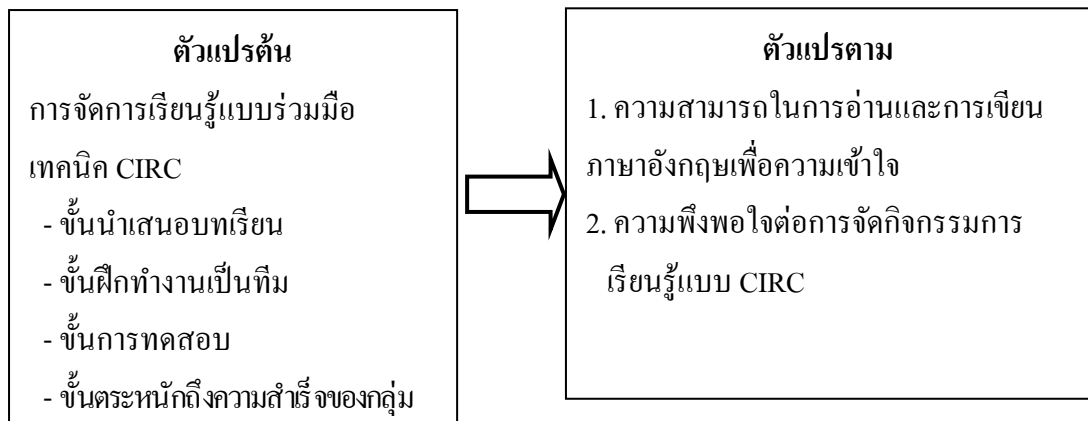 ตัวแปรต้น
การจัดการเรียนรู้แบบร่วมมือ
เทคนิค CIRC
- ขั้นนำเสนอบทเรียน
- ขั้นฝึกทำงานเป็นทีม
- ขั้นการทดสอบ
- ขั้นตระหนักถึงความสำเร็จของกลุ่ม
ตัวแปรตาม
1. ความสามารถในการอ่านและการเขียน
ภาษาอังกฤษเพื่อความเข้าใจ
2. ความพึงพอใจต่อการจัดกิจกรรมการ
เรียนรู้แบบ CIRC